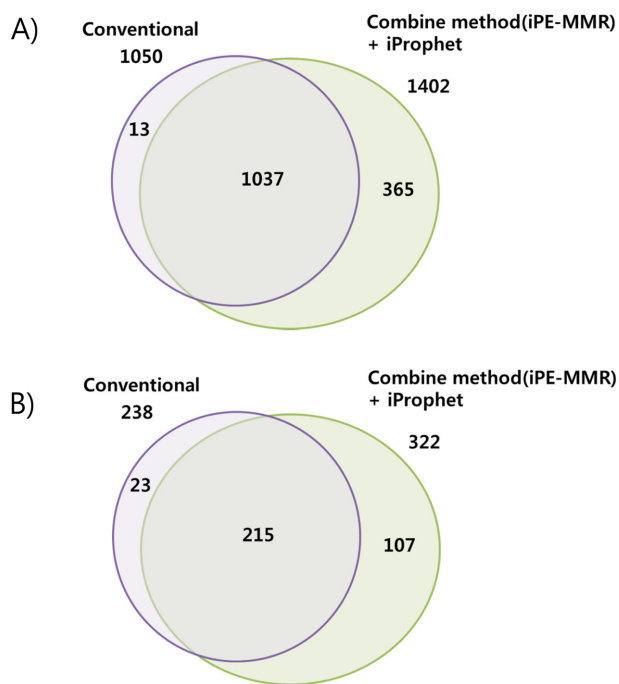 A)
Conventional
1050
Combine method(iPE-MMR)
+ iProphet
1402
13
1037
365
B)
Conventional
238
Combine method(iPE-MMR)
+ iProphet
322
23
215
107